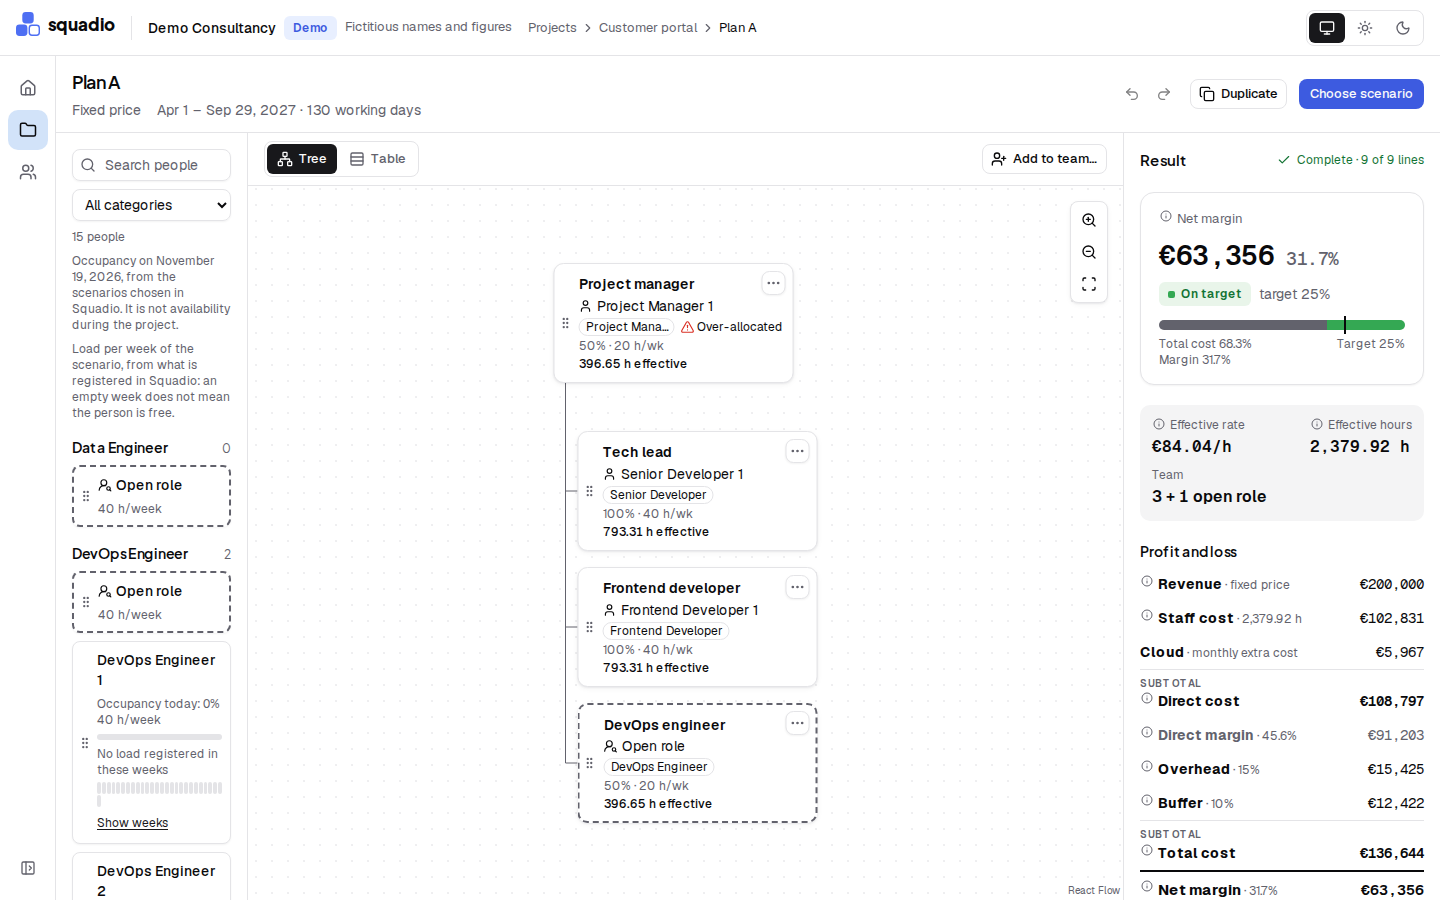 squadio
Demo Consultancy
Demo
Fictitious names and figures
Projects > Customer portal > Plan A
Plan A
Fixed price Apr 1 – Sep 29, 2027 · 130 working days
Duplicate
Choose scenario
Search people
All categories
15 people
Occupancy on November
19, 2026, from the
scenarios chosen in
Squadio. It is not availability
during the project.
Load per week of the
scenario, from what is
registered in Squadio: an
empty week does not mean
the person is free.
Data Engineer 0
Open role
40 h/week
DevOps Engineer 2
Open role
40 h/week
DevOps Engineer
1
Occupancy today: 0%
40 h/week
No load registered in
these weeks
Show weeks
DevOps Engineer
2
Tree
Table
Add to team...
Project manager
Project Manager 1
Project Mana... Over-allocated
50% · 20 h/wk
396.65 h effective
Tech lead
Senior Developer 1
Senior Developer
100% · 40 h/wk
793.31 h effective
Frontend developer
Frontend Developer 1
Frontend Developer
100% · 40 h/wk
793.31 h effective
DevOps engineer
Open role
DevOps Engineer
50% · 20 h/wk
396.65 h effective
React Flow
Result
Complete · 9 of 9 lines
Net margin
€63,356 31.7%
On target target 25%
Total cost 68.3% Target 25%
Margin 31.7%
Effective rate Effective hours
€84.04/h 2,379.92 h
Team
3 + 1 open role
Profit and loss
Revenue · fixed price €200,000
Staff cost · 2,379.92 h €102,831
Cloud · monthly extra cost €5,967
SUBTOTAL
Direct cost €108,797
Direct margin · 45.6% €91,203
Overhead · 15% €15,425
Buffer · 10% €12,422
SUBTOTAL
Total cost €136,644
Net margin · 31.7% €63,356